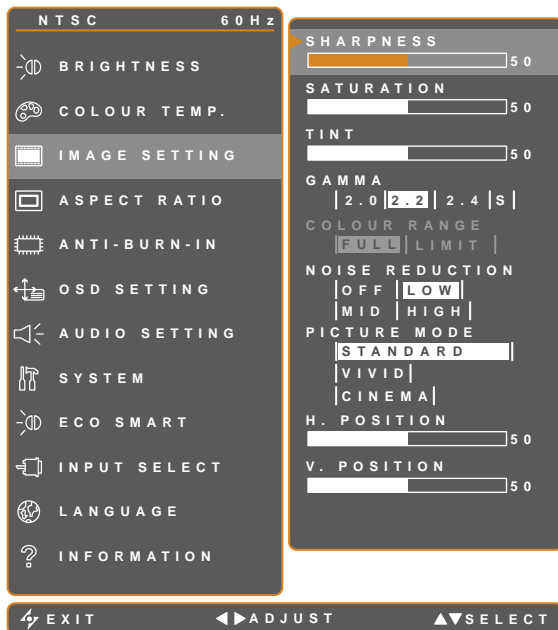 NTSC 60Hz
BRIGHTNESS
COLOUR TEMP.
IMAGE SETTING
ASPECT RATIO
ANTI-BURN-IN
OSD SETTING
AUDIO SETTING
SYSTEM
ECO SMART
INPUT SELECT
LANGUAGE
INFORMATION
SHARPNESS
50
SATURATION
50
TINT
50
GAMMA
2.0 2.2 2.4 S
COLOUR RANGE
FULL LIMIT
NOISE REDUCTION
OFF LOW
MID HIGH
PICTURE MODE
STANDARD
VIVID
CINEMA
H. POSITION
50
V. POSITION
50
EXIT ADJUST SELECT